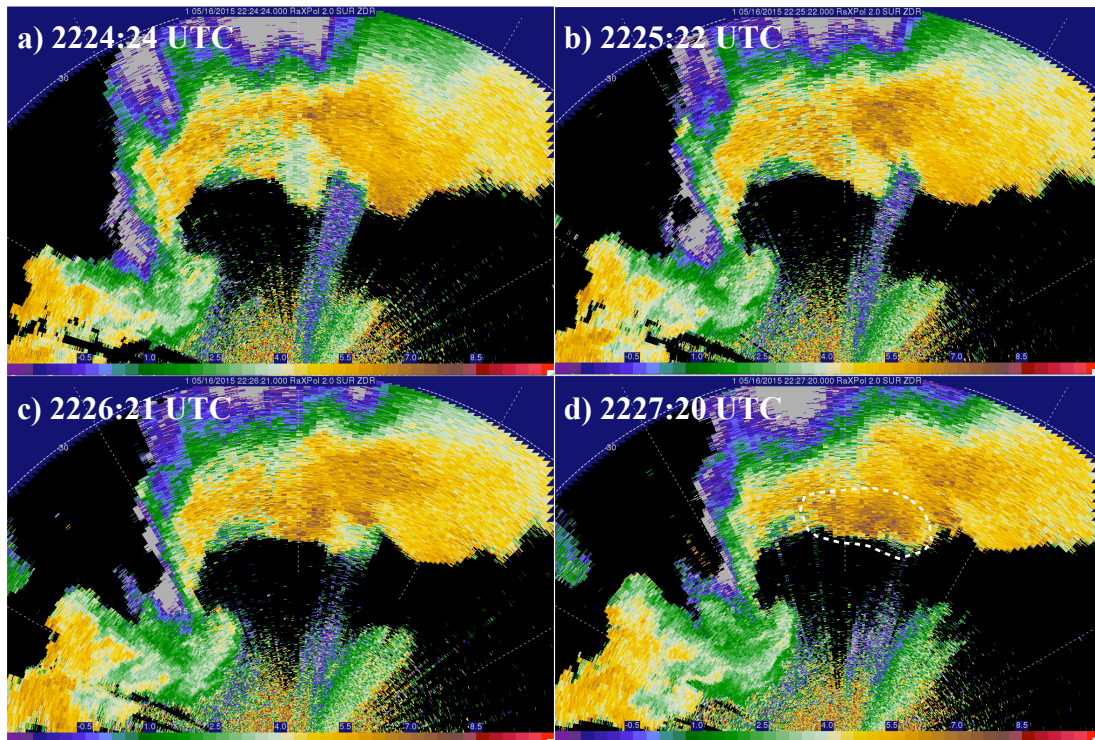 1 05/16/2015 22:24:24.000 RaXPol 2.0 SUR ZDR
a) 2224:24 UTC
-30
-0.5 1.0 2.5 4.0 5.5 7.0 8.5
1 05/16/2015 22:25:22.000 RaXPol 2.0 SUR ZDR
b) 2225:22 UTC
-30
-0.5 1.0 2.5 4.0 5.5 7.0 8.5
1 05/16/2015 22:26:21.000 RaXPol 2.0 SUR ZDR
c) 2226:21 UTC
-30
-0.5 1.0 2.5 4.0 5.5 7.0 8.5
1 05/16/2015 22:27:20.000 RaXPol 2.0 SUR ZDR
d) 2227:20 UTC
-30
-0.5 1.0 2.5 4.0 5.5 7.0 8.5